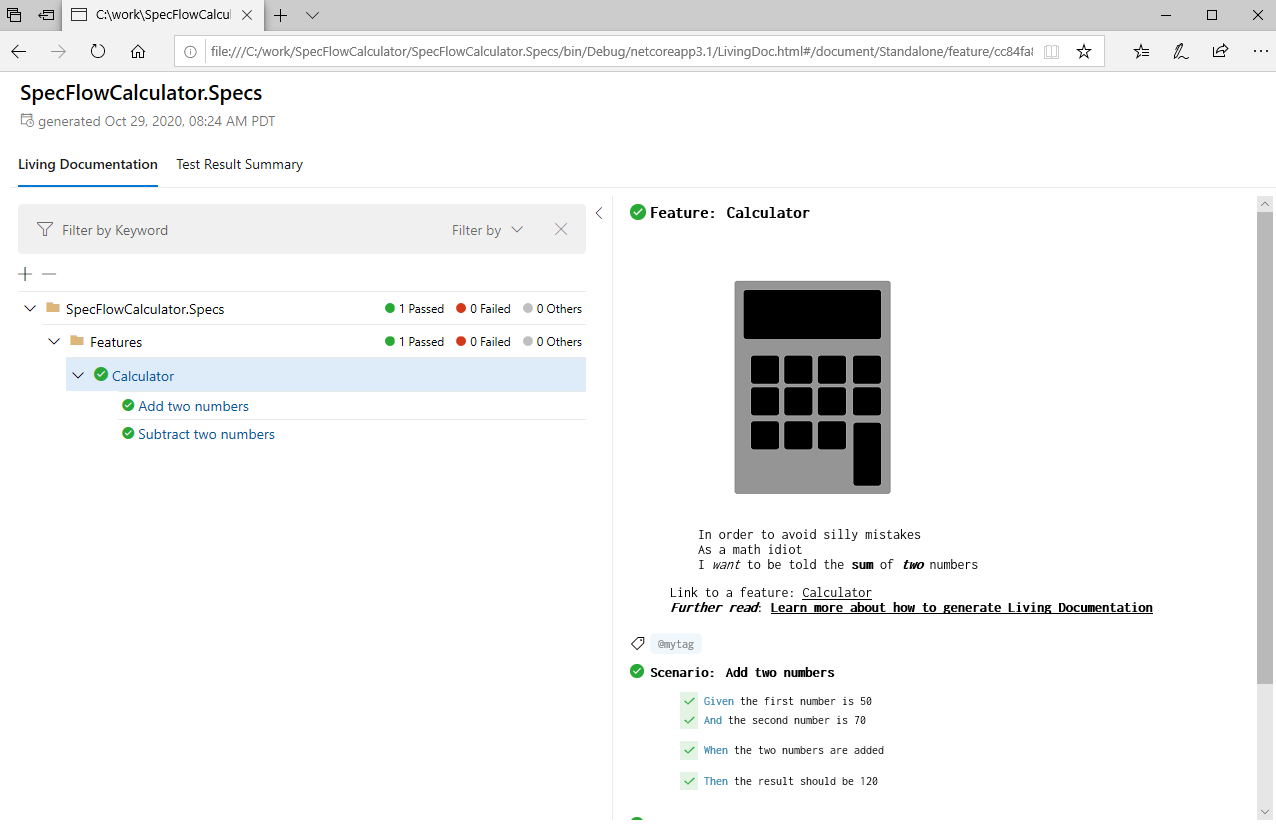 C:\work\SpecFlowCalcul
file:///C:/work/SpecFlowCalculator/SpecFlowCalculator.Specs/bin/Debug/netcoreapp3.1/LivingDoc.html#/document/Standalone/feature/cc84fa8
SpecFlowCalculator.Specs
generated Oct 29, 2020, 08:24 AM PDT
Living Documentation Test Result Summary
Filter by Keyword Filter by
SpecFlowCalculator.Specs 1 Passed 0 Failed 0 Others
Features 1 Passed 0 Failed 0 Others
Calculator
Add two numbers
Subtract two numbers
Feature: Calculator
In order to avoid silly mistakes
As a math idiot
I want to be told the sum of two numbers
Link to a feature: Calculator
Further read: Learn more about how to generate Living Documentation
@mytag
Scenario: Add two numbers
Given the first number is 50
And the second number is 70
When the two numbers are added
Then the result should be 120